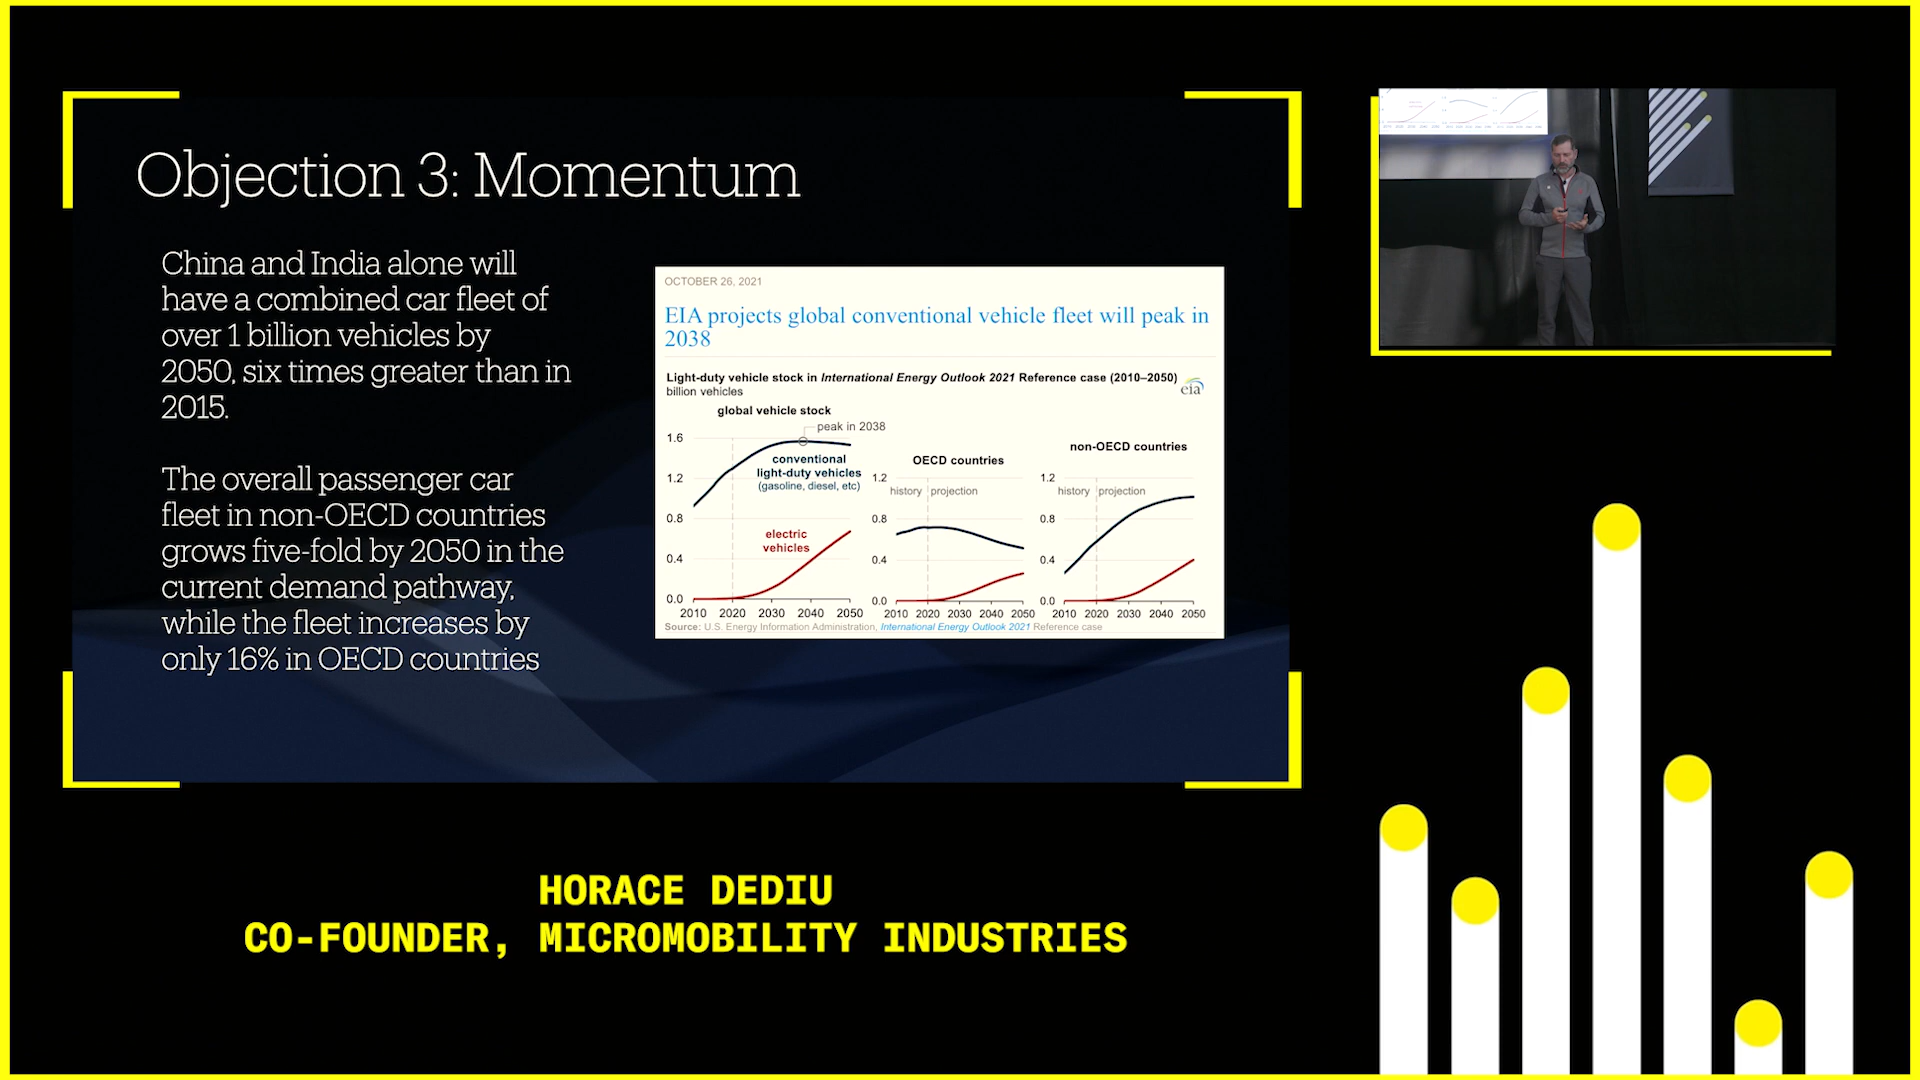 Objection 3: Momentum
China and India alone will
have a combined car fleet of
over 1 billion vehicles by
2050, six times greater than in
2015.
The overall passenger car
fleet in non-OECD countries
grows five-fold by 2050 in the
current demand pathway,
while the fleet increases by
only 16% in OECD countries
OCTOBER 26, 2021
EIA projects global conventional vehicle fleet will peak in
2038
Light-duty vehicle stock in International Energy Outlook 2021 Reference case (2010–2050)
billion vehicles
eia
global vehicle stock
peak in 2038
1.6
1.2
0.8
0.4
0.0
conventional
light-duty vehicles
(gasoline, diesel, etc)
electric
vehicles
2010 2020 2030 2040 2050
OECD countries
1.2
history projection
0.8
0.4
0.0
2010 2020 2030 2040 2050
non-OECD countries
1.2
history projection
0.8
0.4
0.0
2010 2020 2030 2040 2050
Source: U.S. Energy Information Administration, International Energy Outlook 2021 Reference case
HORACE DEDIU
CO-FOUNDER, MICROMOBILITY INDUSTRIES